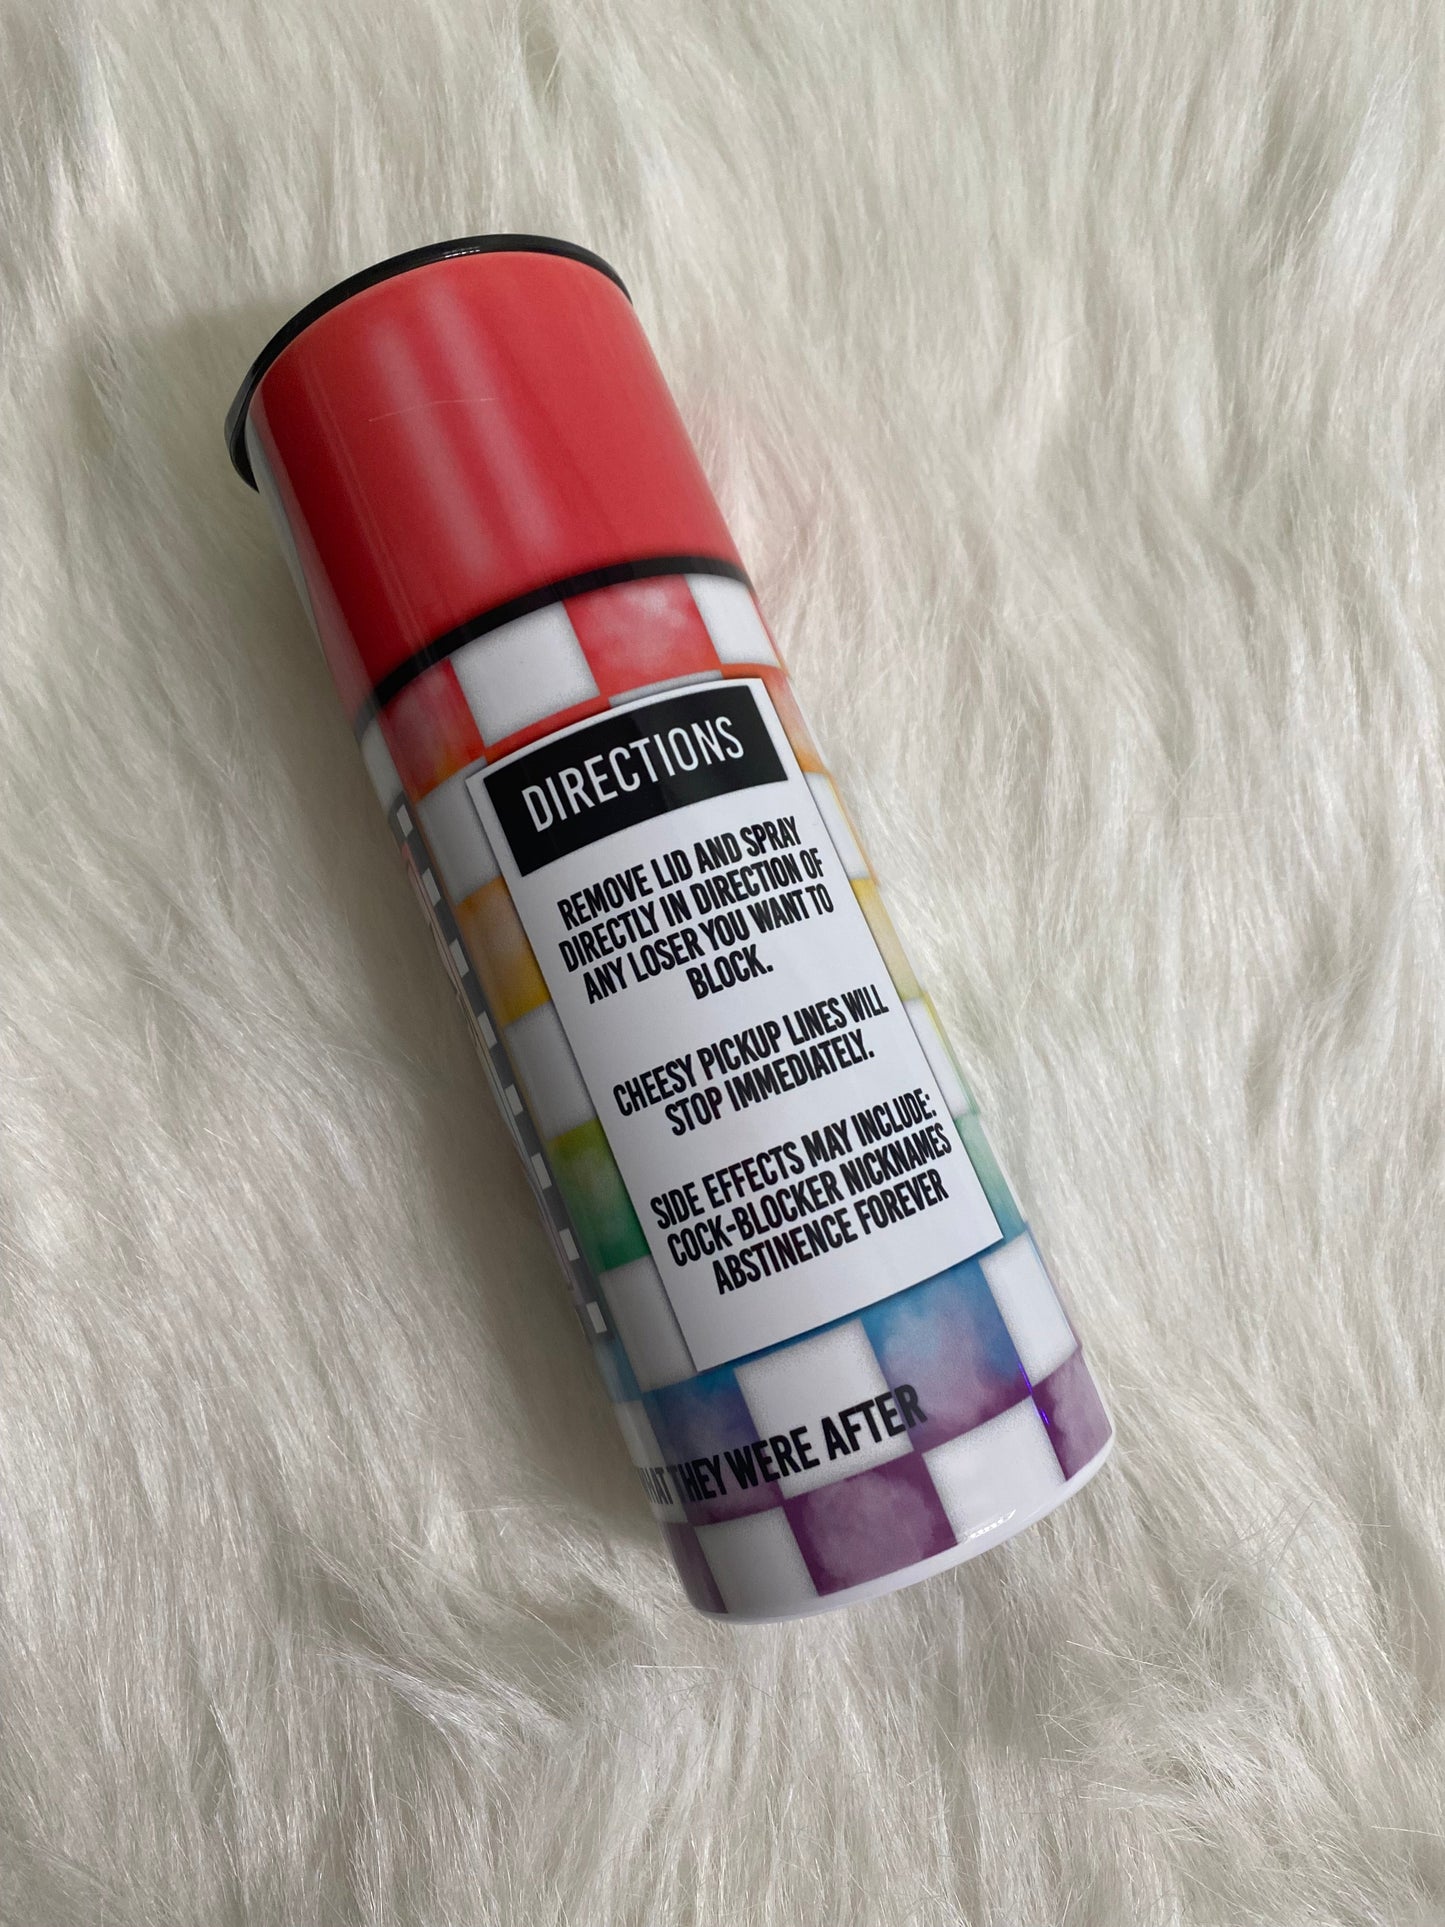 DIRECTIONS
REMOVE LID AND SPRAY
DIRECTLY IN DIRECTION OF
ANY LOSER YOU WANT TO
BLOCK.
CHEESY PICKUP LINES WILL
STOP IMMEDIATELY.
SIDE EFFECTS MAY INCLUDE:
COCK-BLOCKER NICKNAMES
ABSTINENCE FOREVER
THEY WERE AFTER